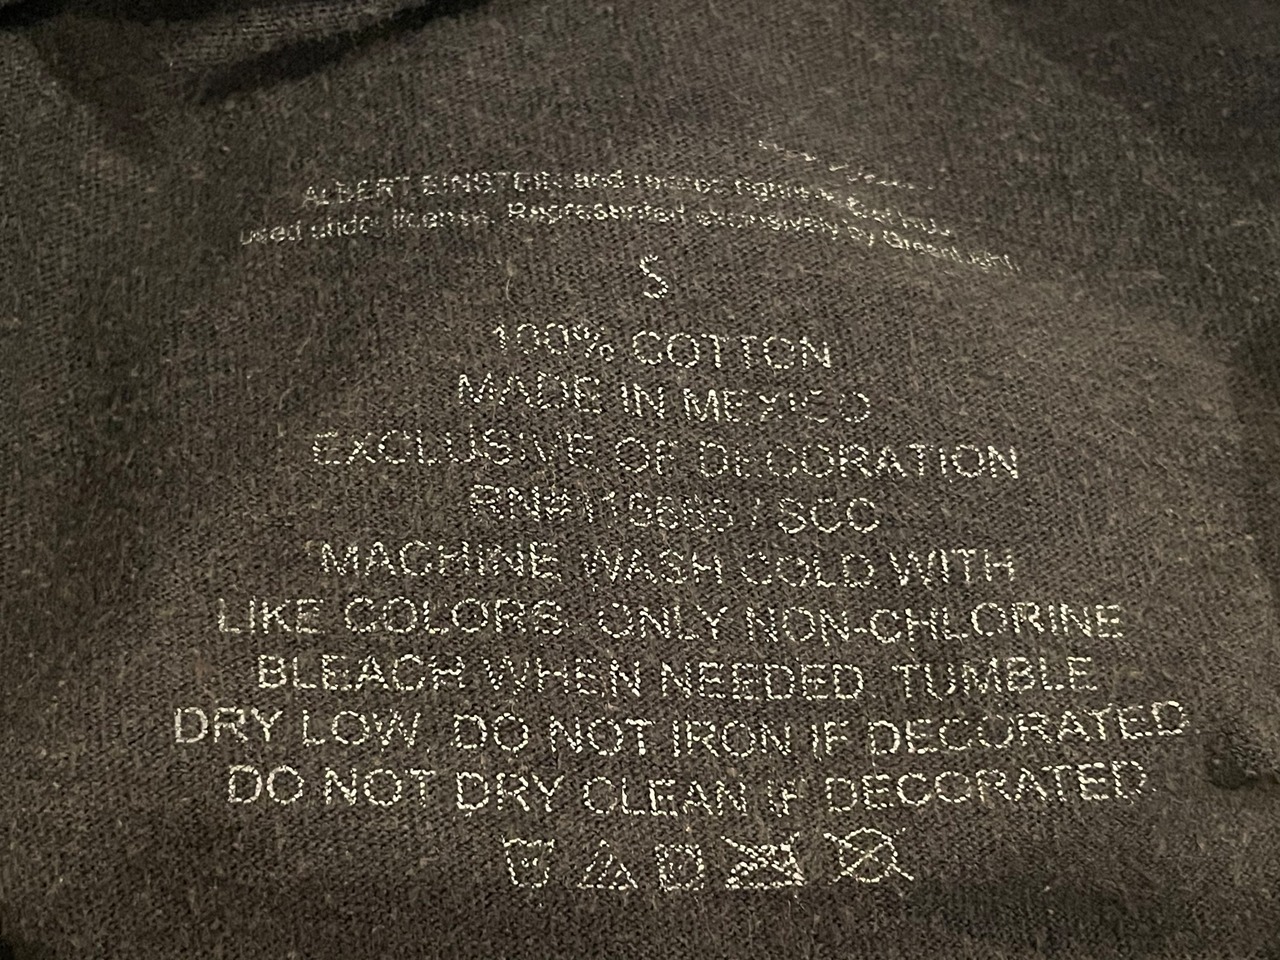 ALBERT EINSTEIN and related rights
used under license. Represented exclusively by Greenlight
S
100% COTTON
MADE IN MEXICO
EXCLUSIVE OF DECORATION
/ SCC
MACHINE WASH COLD WITH
LIKE COLORS. ONLY NON-CHLORINE
BLEACH WHEN NEEDED. TUMBLE
DRY LOW. DO NOT IRON IF DECORATED.
DO NOT DRY CLEAN IF DECORATED.